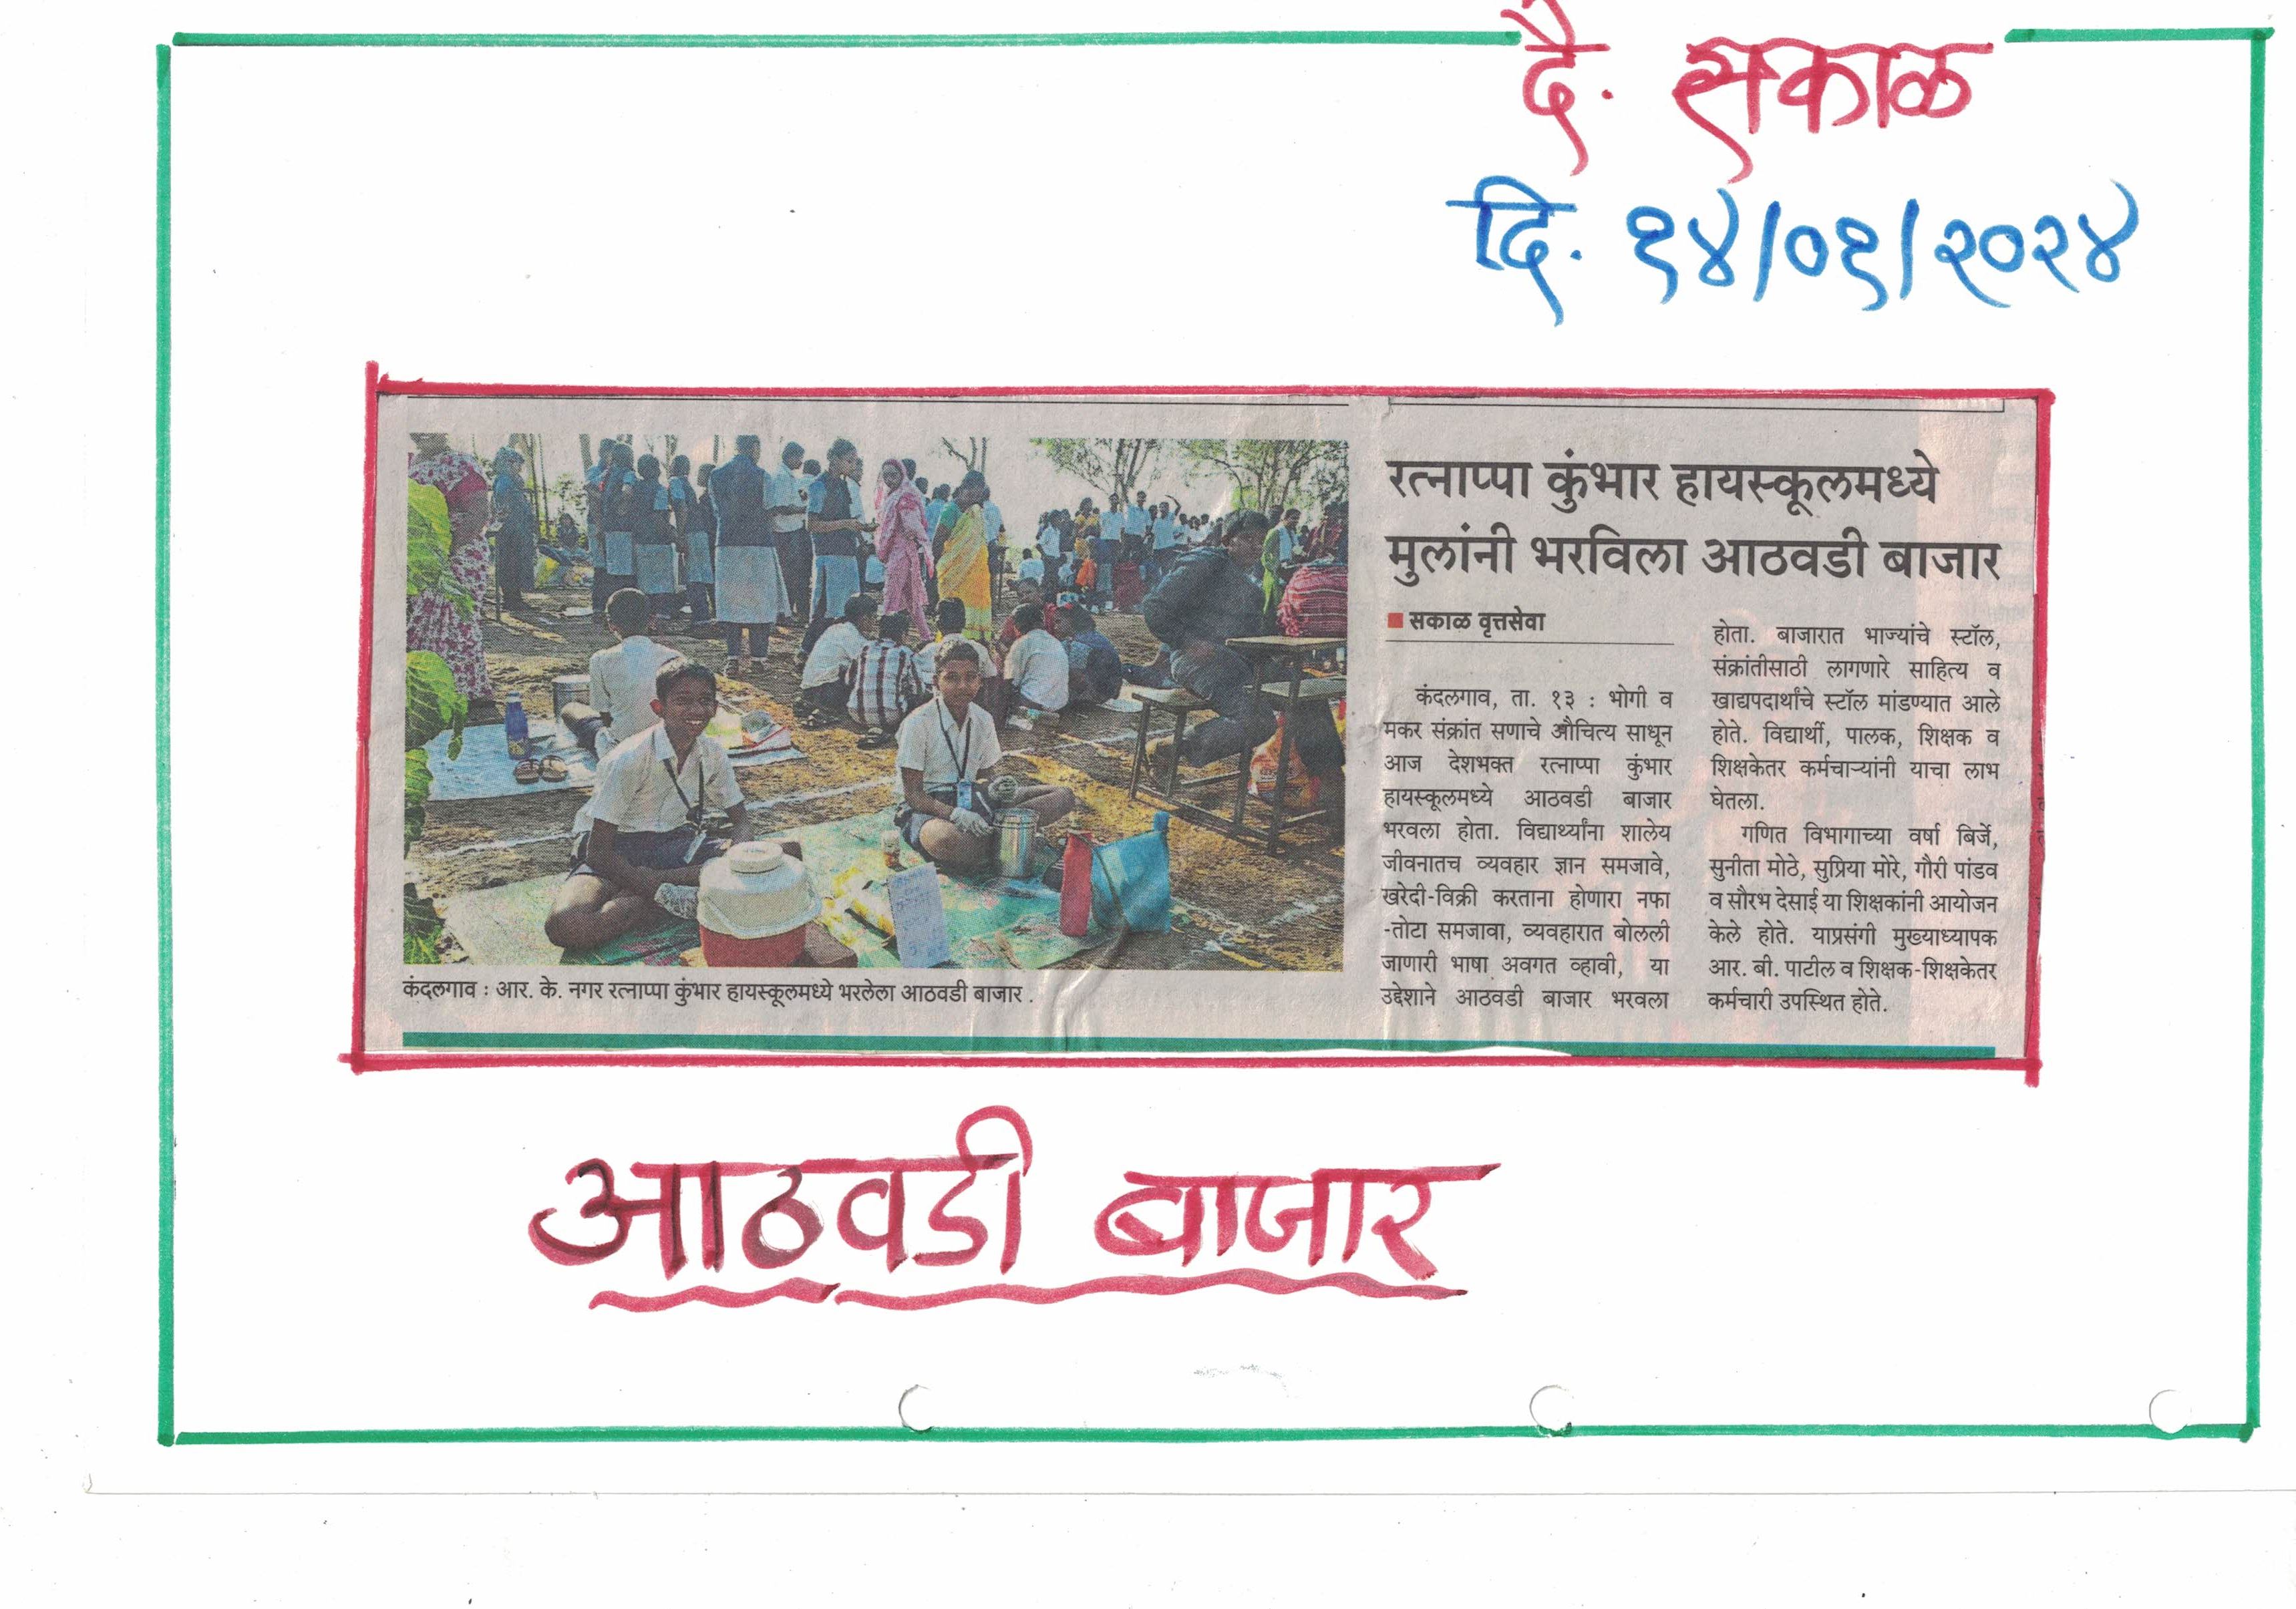 दै. सकाळ
दि. १४/०१/२०२४
रत्नाप्पा कुंभार हायस्कूलमध्ये
मुलांनी भरविला आठवडी बाजार
सकाळ वृत्तसेवा
कंदलगाव, ता. १३ : भोगी व
मकर संक्रांत सणाचे औचित्य साधून
आज देशभक्त रत्नाप्पा कुंभार
हायस्कूलमध्ये आठवडी बाजार
भरवला होता. विद्यार्थ्यांना शालेय
जीवनातच व्यवहार ज्ञान समजावे,
खरेदी-विक्री करताना होणारा नफा
-तोटा समजावा, व्यवहारात बोलली
जाणारी भाषा अवगत व्हावी, या
उद्देशाने आठवडी बाजार भरवला
होता. बाजारात भाज्यांचे स्टॉल,
संक्रांतीसाठी लागणारे साहित्य व
खाद्यपदार्थांचे स्टॉल मांडण्यात आले
होते. विद्यार्थी, पालक, शिक्षक व
शिक्षकेतर कर्मचाऱ्यांनी याचा लाभ
घेतला.
गणित विभागाच्या वर्षा बिर्जे,
सुनीता मोठे, सुप्रिया मोरे, गौरी पांडव
व सौरभ देसाई या शिक्षकांनी आयोजन
केले होते. याप्रसंगी मुख्याध्यापक
आर. बी. पाटील व शिक्षक-शिक्षकेतर
कर्मचारी उपस्थित होते.
कंदलगाव : आर. के. नगर रत्नाप्पा कुंभार हायस्कूलमध्ये भरलेला आठवडी बाजार .
आठवडी बाजार